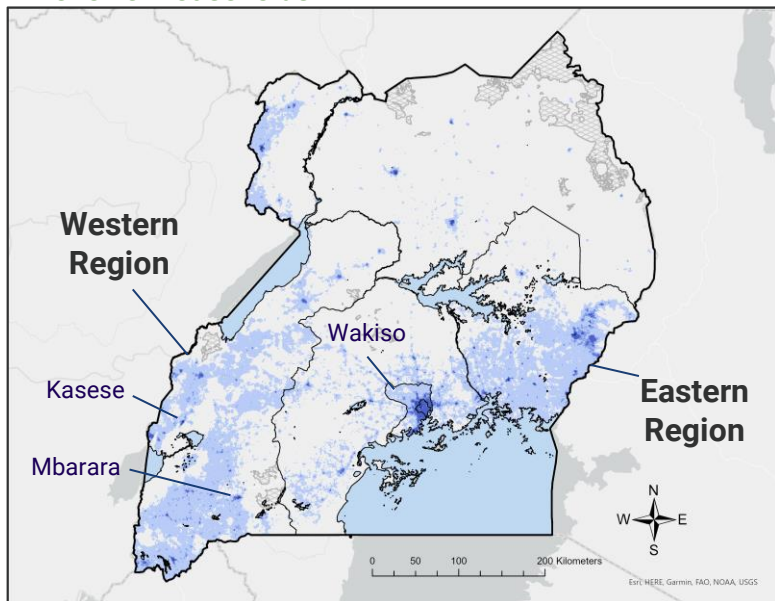 Western
Region
Wakiso
Kasese
Eastern
Region
Mbarara
N
W
E
S
0 50 100 200 Kilometers
Esri, HERE, Garmin, FAO, NOAA, USGS